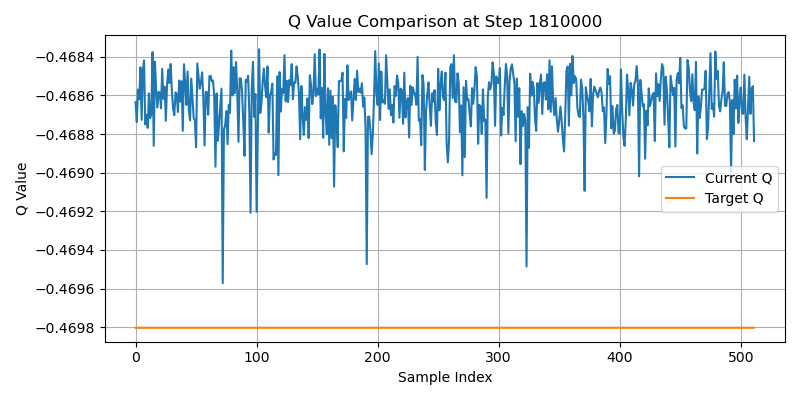 Q Value Comparison at Step 1810000
Q Value
−0.4684
−0.4686
−0.4688
−0.4690
−0.4692
−0.4694
−0.4696
−0.4698
Current Q
Target Q
0 100 200 300 400 500
Sample Index